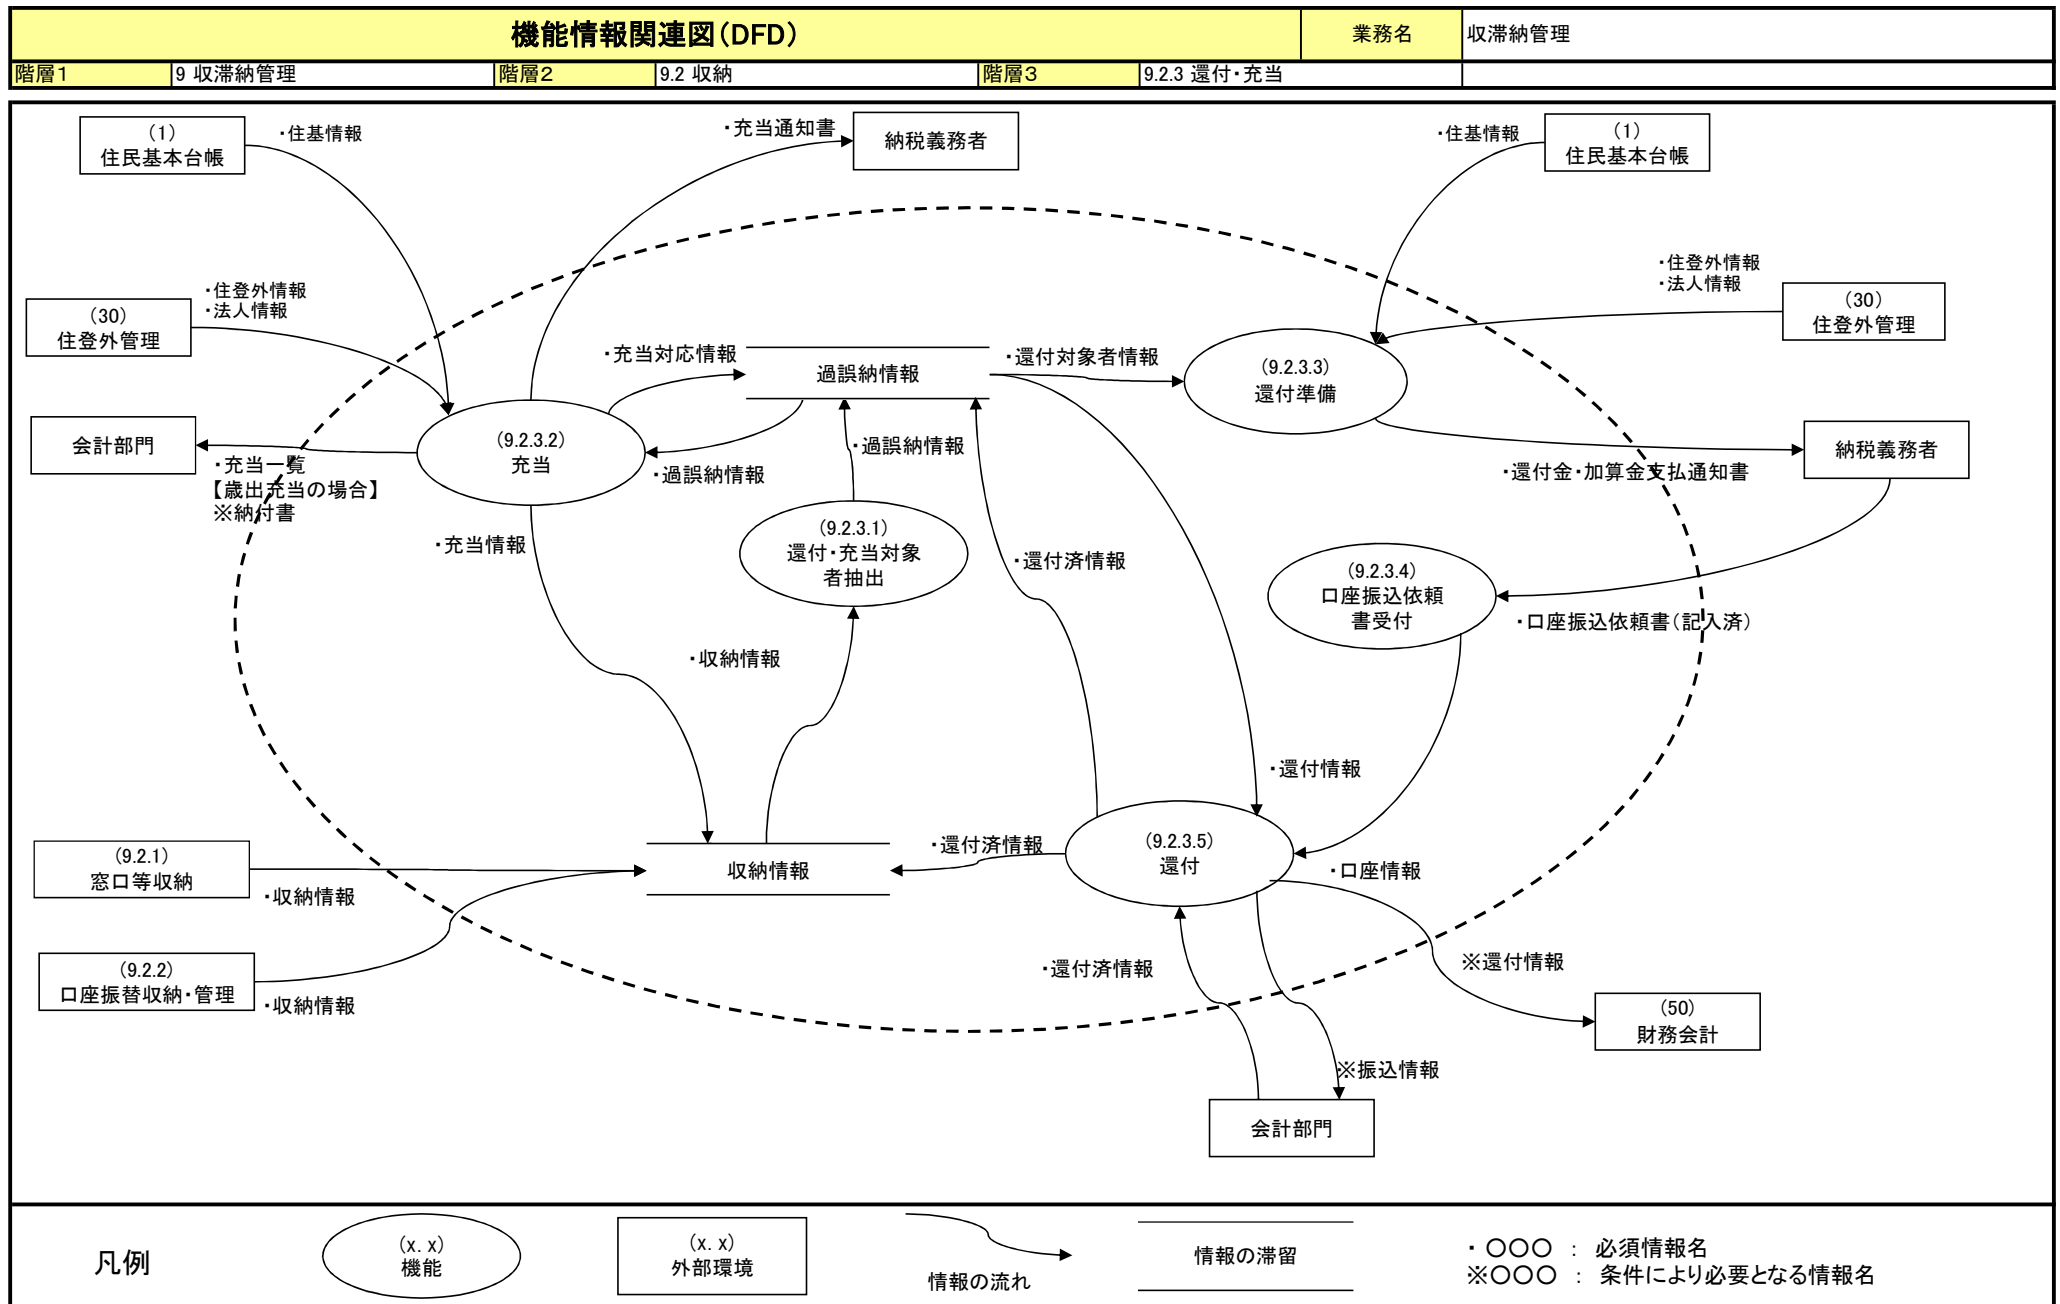 機能情報関連図（DFD）
業務名
収滞納管理
階層１
9 収滞納管理
階層２
9.2 収納
階層３
9.2.3 還付・充当
（1）
住民基本台帳
・住基情報
・充当通知書
納税義務者
・住基情報
（1）
住民基本台帳
・住登外情報
・法人情報
（30）
住登外管理
・住登外情報
・法人情報
（30）
住登外管理
・充当対応情報
過誤納情報
・還付対象者情報
（9.2.3.3）
還付準備
会計部門
（9.2.3.2）
充当
・過誤納情報
・過誤納情報
納税義務者
・充当一覧
【歳出充当の場合】
※納付書
・還付金・加算金支払通知書
・充当情報
（9.2.3.1）
還付・充当対象
者抽出
・還付済情報
（9.2.3.4）
口座振込依頼
書受付
・口座振込依頼書（記入済）
・収納情報
・還付情報
（9.2.1）
窓口等収納
・収納情報
収納情報
・還付済情報
（9.2.3.5）
還付
・口座情報
（9.2.2）
口座振替収納・管理
・収納情報
・還付済情報
※還付情報
（50）
財務会計
※振込情報
会計部門
凡例
（x. x）
機能
（x. x）
外部環境
情報の流れ
情報の滞留
・ ○○○ ： 必須情報名
※○○○ ： 条件により必要となる情報名